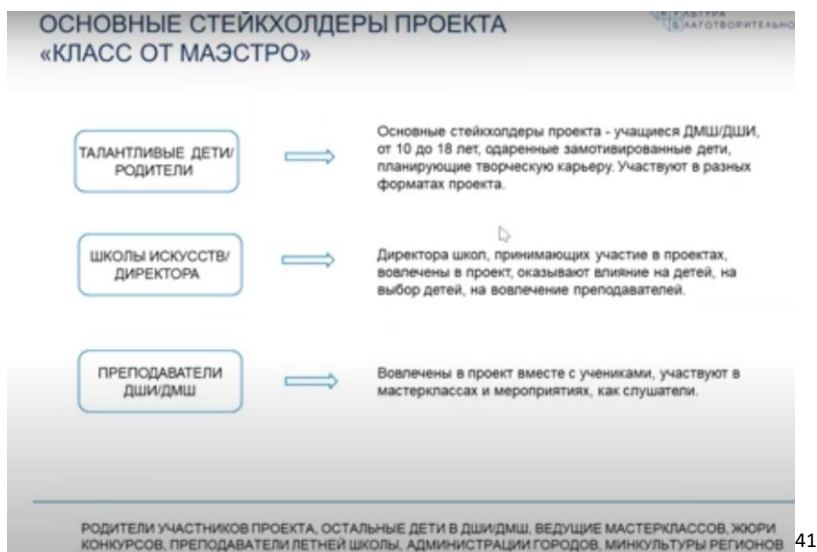 ОСНОВНЫЕ СТЕЙКХОЛДЕРЫ ПРОЕКТА
«КЛАСС ОТ МАЭСТРО»
ТАЛАНТЛИВЫЕ ДЕТИ/
РОДИТЕЛИ
Основные стейкхолдеры проекта - учащиеся ДМШ/ДШИ,
от 10 до 18 лет, одаренные замотивированные дети,
планирующие творческую карьеру. Участвуют в разных
форматах проекта.
ШКОЛЫ ИСКУССТВ/
ДИРЕКТОРА
Директора школ, принимающих участие в проектах,
вовлечены в проект, оказывают влияние на детей, на
выбор детей, на вовлечение преподавателей.
ПРЕПОДАВАТЕЛИ
ДШИ/ДМШ
Вовлечены в проект вместе с учениками, участвуют в
мастерклассах и мероприятиях, как слушатели.
РОДИТЕЛИ УЧАСТНИКОВ ПРОЕКТА, ОСТАЛЬНЫЕ ДЕТИ В ДШИ/ДМШ, ВЕДУЩИЕ МАСТЕРКЛАССОВ, ЖЮРИ
КОНКУРСОВ, ПРЕПОДАВАТЕЛИ ЛЕТНЕЙ ШКОЛЫ, АДМИНИСТРАЦИИ ГОРОДОВ, МИНКУЛЬТУРЫ РЕГИОНОВ
41